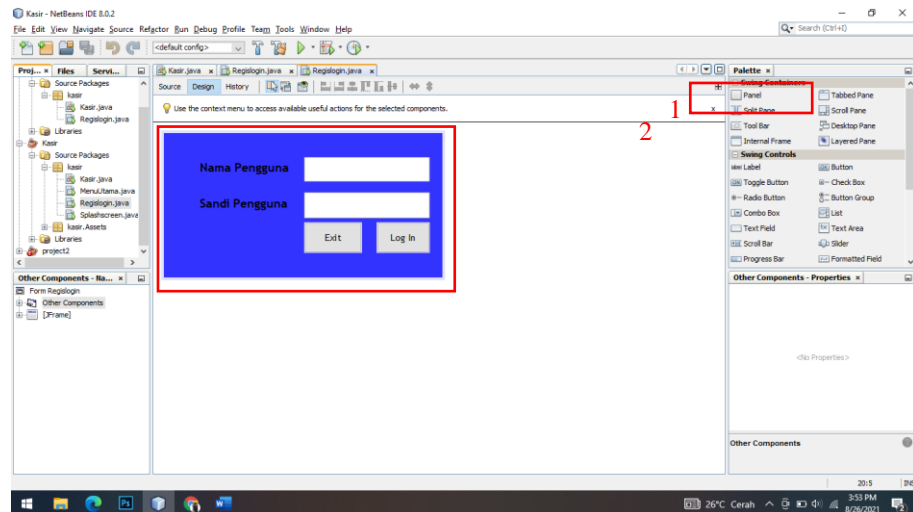 Kasir - NetBeans IDE 8.0.2
File Edit View Navigate Source Refactor Run Debug Profile Team Tools Window Help
Search (Ctrl+I)
<default config>
Proj... Files Servi...
Source Packages
kasir
Kasir.java
Regislogin.java
Libraries
Kasir
Source Packages
kasir
Kasir.java
MenuUtama.java
Regislogin.java
Splashscreen.java
kasir.Assets
Libraries
project2
Other Components - Na...
Form Regislogin
Other Components
[JFrame]
Kasir.java Regislogin.java Regislogin.java
Source Design History
Use the context menu to access available useful actions for the selected components.
1
2
Nama Pengguna
Sandi Pengguna
Exit Log In
Palette
Swing Containers
Panel Tabbed Pane
Split Pane Scroll Pane
Tool Bar Desktop Pane
Internal Frame Layered Pane
Swing Controls
label Label Button
Toggle Button Check Box
Radio Button Button Group
Combo Box List
Text Field Text Area
Scroll Bar Slider
Progress Bar Formatted Field
Other Components - Properties
<No Properties>
Other Components
20:5 INS
26°C Cerah
3:53 PM
8/26/2021